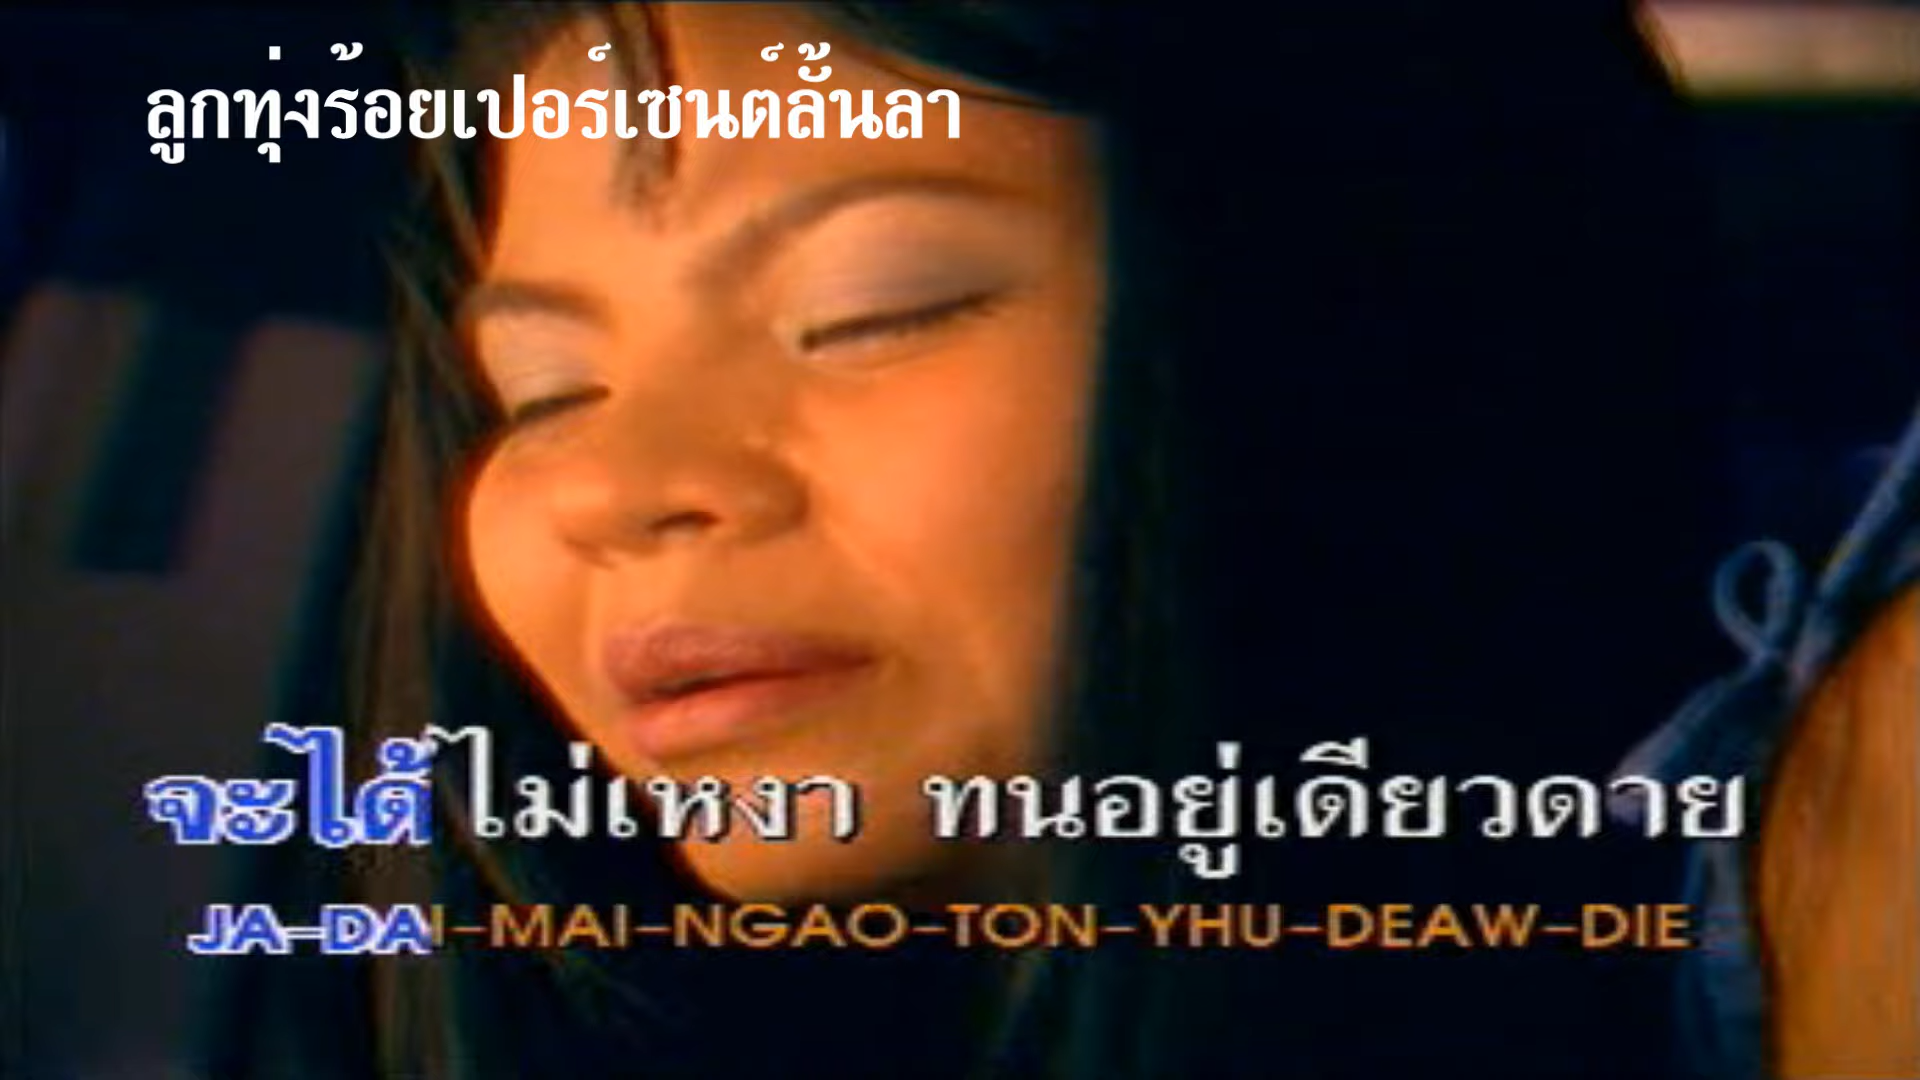 ลูกทุ่งร้อยเปอร์เซนต์ลั้นลา
จะได้ไม่เหงา ทนอยู่เดียวดาย
JA-DAI-MAI-NGAO-TON-YHU-DEAW-DIE